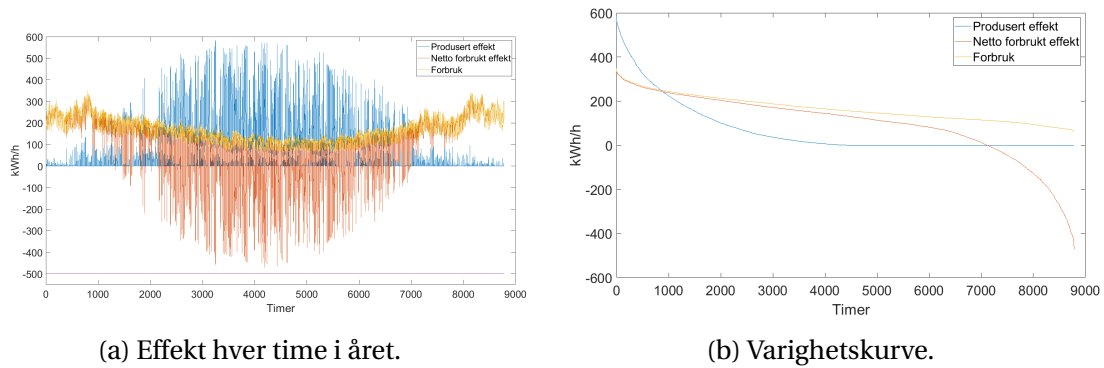 600
500
400
300
200
100
0
-100
-200
-300
-400
-500
kWh/h
0 1000 2000 3000 4000 5000 6000 7000 8000 9000
Timer
Produsert effekt
Netto forbrukt effekt
Forbruk
(a) Effekt hver time i året.
600
400
200
0
-200
-400
-600
kWh/h
0 1000 2000 3000 4000 5000 6000 7000 8000 9000
Timer
Produsert effekt
Netto forbrukt effekt
Forbruk
(b) Varighetskurve.